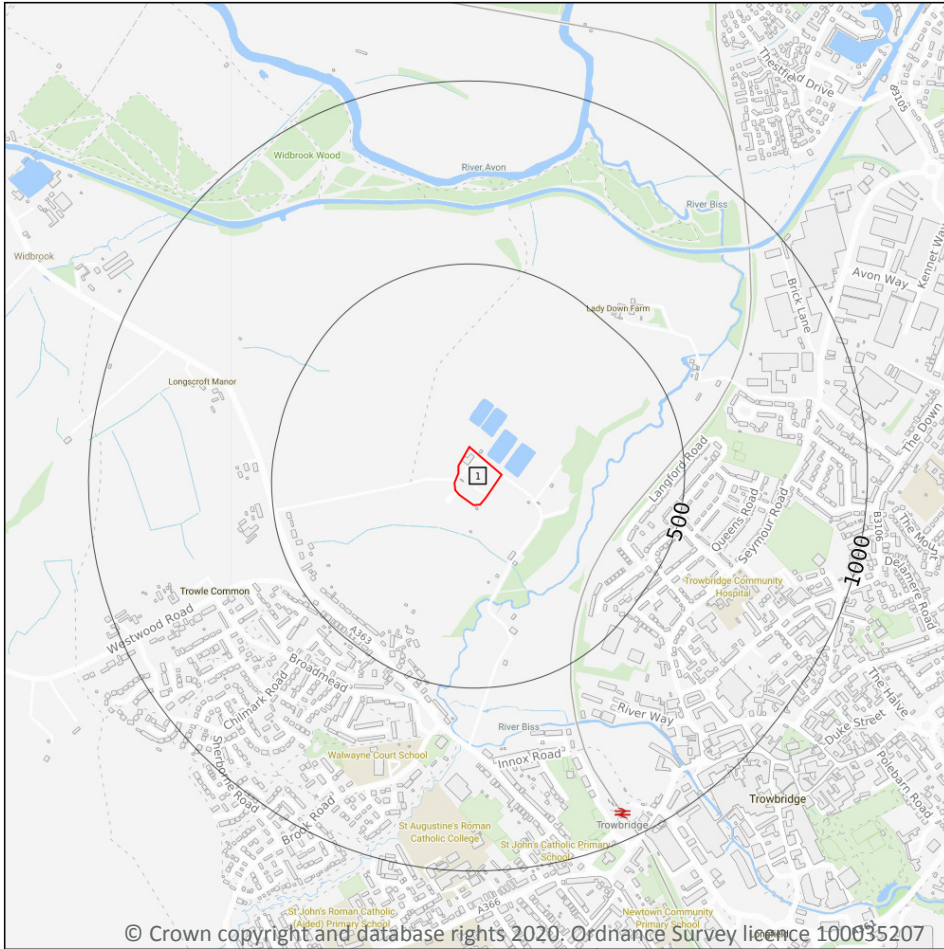 Thestfield Drive
B3105
Widbrook Wood
River Avon
River Biss
Widbrook
Kennet Way
Avon Way
Brick Lane
Lady Down Farm
Longscroft Manor
The Down
Langford Road
1
Queens Road
Seymour Road
500
B3106
The Mount
1000
Delamere Road
Trowbridge Community
Hospital
Trowle Common
Westwood Road
A363
Broadmead
Chilmark Road
The Halve
River Way
Duke Street
River Biss
Sherborne Road
Walwayne Court School
Innox Road
Polebarn Road
Brook Road
Trowbridge
Trowbridge
St Augustine's Roman
Catholic College
St John's Catholic Primary
School
A366
St John's Roman Catholic
(Aided) Primary School
Newtown Community
Primary School
© Crown copyright and database rights 2020. Ordnance Survey licence 100035207